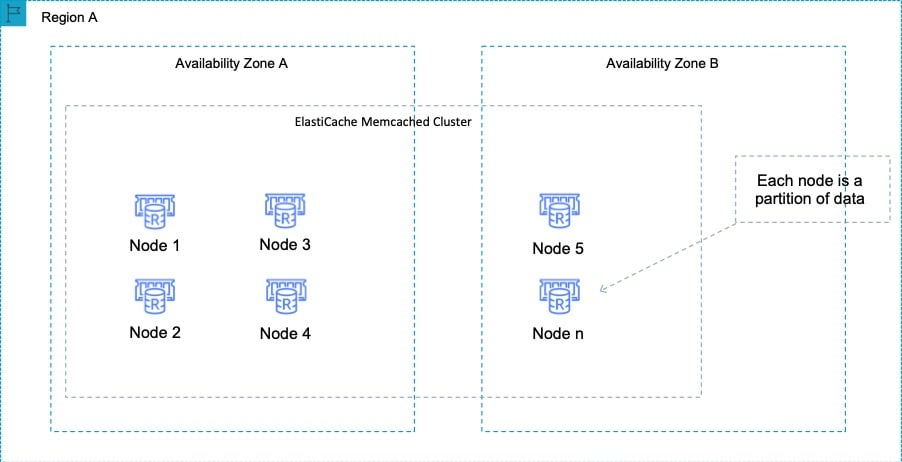 Region A
Availability Zone A
Availability Zone B
ElastiCache Memcached Cluster
Each node is a
partition of data
R
R
R
Node 1
Node 3
Node 5
R
R
R
Node 2
Node 4
Node n